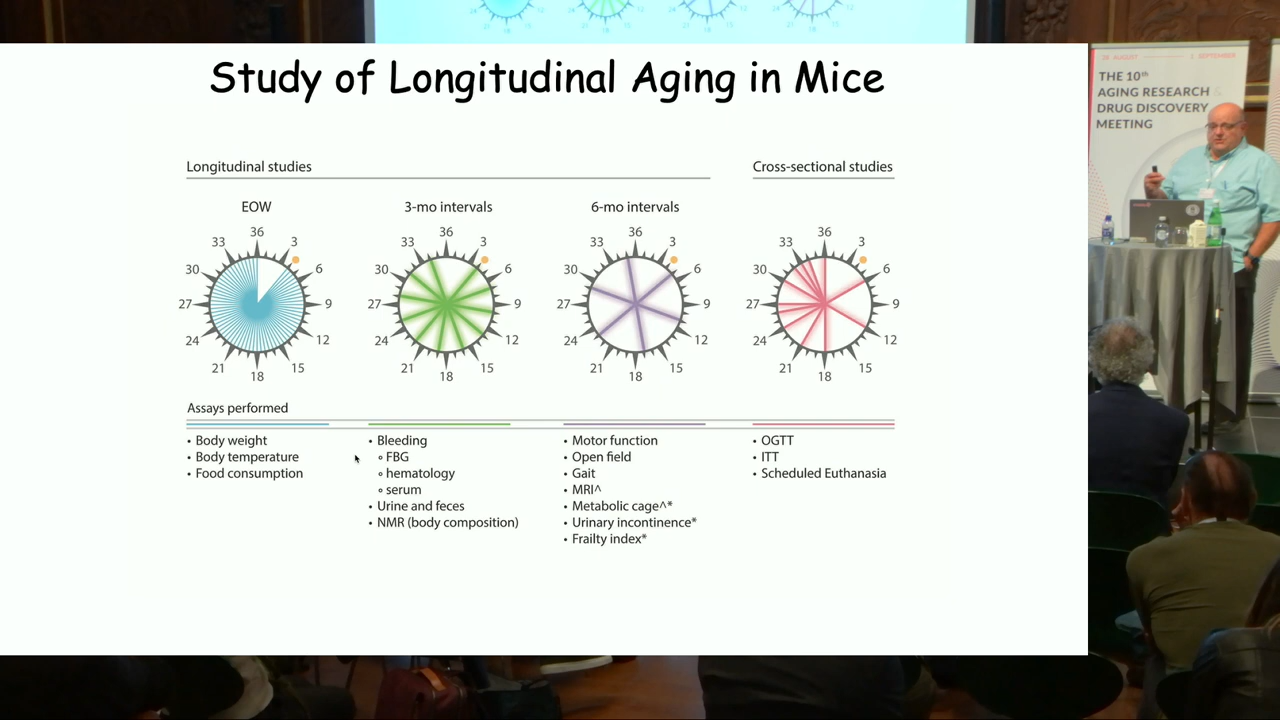 Study of Longitudinal Aging in Mice
Longitudinal studies
Cross-sectional studies
EOW
3-mo intervals
6-mo intervals
36
3
6
9
12
15
18
21
24
27
30
33
36
3
6
9
12
15
18
21
24
27
30
33
36
3
6
9
12
15
18
21
24
27
30
33
36
3
6
9
12
15
18
21
24
27
30
33
Assays performed
• Body weight
• Body temperature
• Food consumption
• Bleeding
∘ FBG
∘ hematology
∘ serum
• Urine and feces
• NMR (body composition)
• Motor function
• Open field
• Gait
• MRI^
• Metabolic cage^*
• Urinary incontinence*
• Frailty index*
• OGTT
• ITT
• Scheduled Euthanasia
THE 10th
AGING RESEARCH &
DRUG DISCOVERY
MEETING